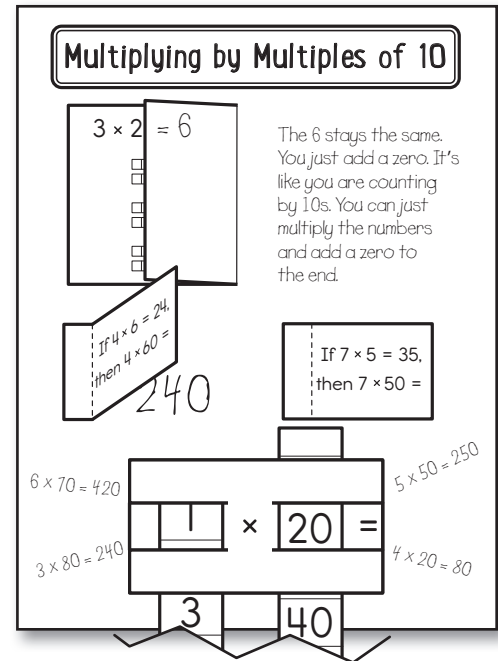 Multiplying by Multiples of 10
3 × 2 = 6
The 6 stays the same.
You just add a zero. It's
like you are counting
by 10s. You can just
multiply the numbers
and add a zero to
the end.
If 4 × 6 = 24,
then 4 × 60 =
240
If 7 × 5 = 35,
then 7 × 50 =
6 × 70 = 420
5 × 50 = 250
1 × 20 =
3 × 80 = 240
4 × 20 = 80
3
40